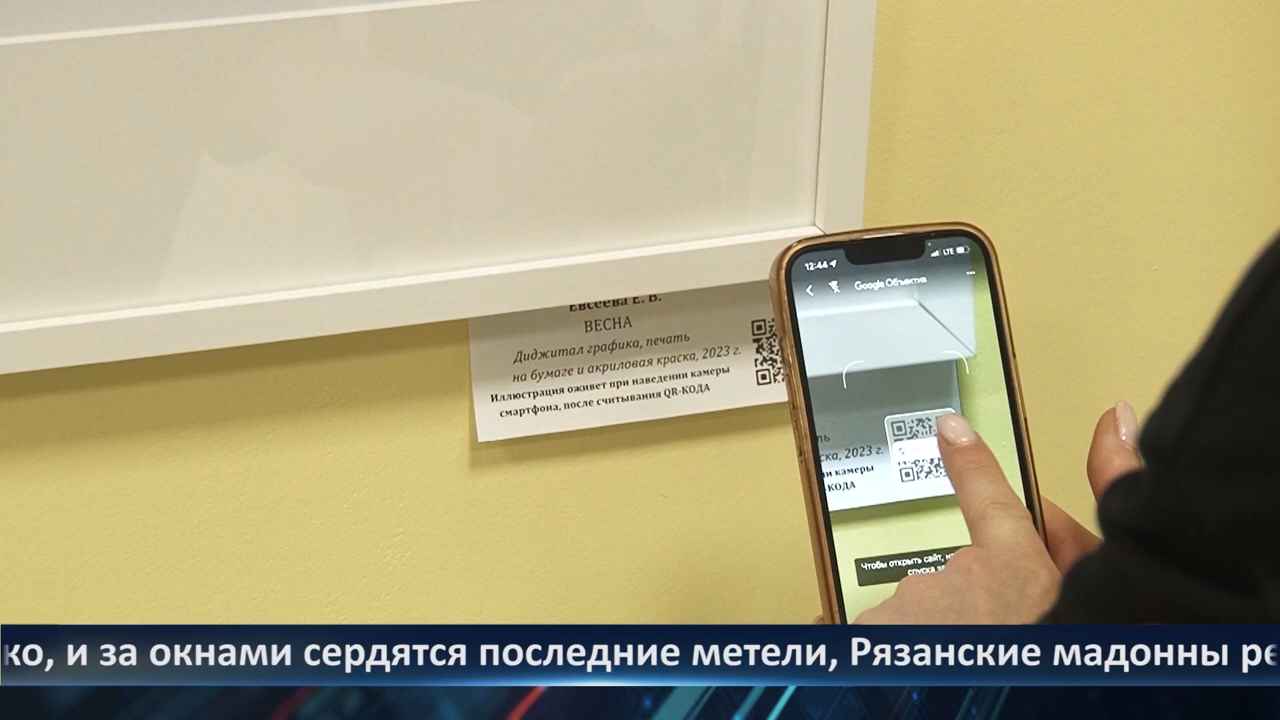 Евсеева Е. В.
ВЕСНА
Диджитал графика, печать
на бумаге и акриловая краска, 2023 г.
Иллюстрация оживет при наведении камеры
смартфона, после считывания QR-КОДА
12:44
LTE
Google Объектив
ска, 2023 г.
ии камеры
КОДА
Чтобы открыть сайт,
спуска
ко, и за окнами сердятся последние метели, Рязанские мадонны ре